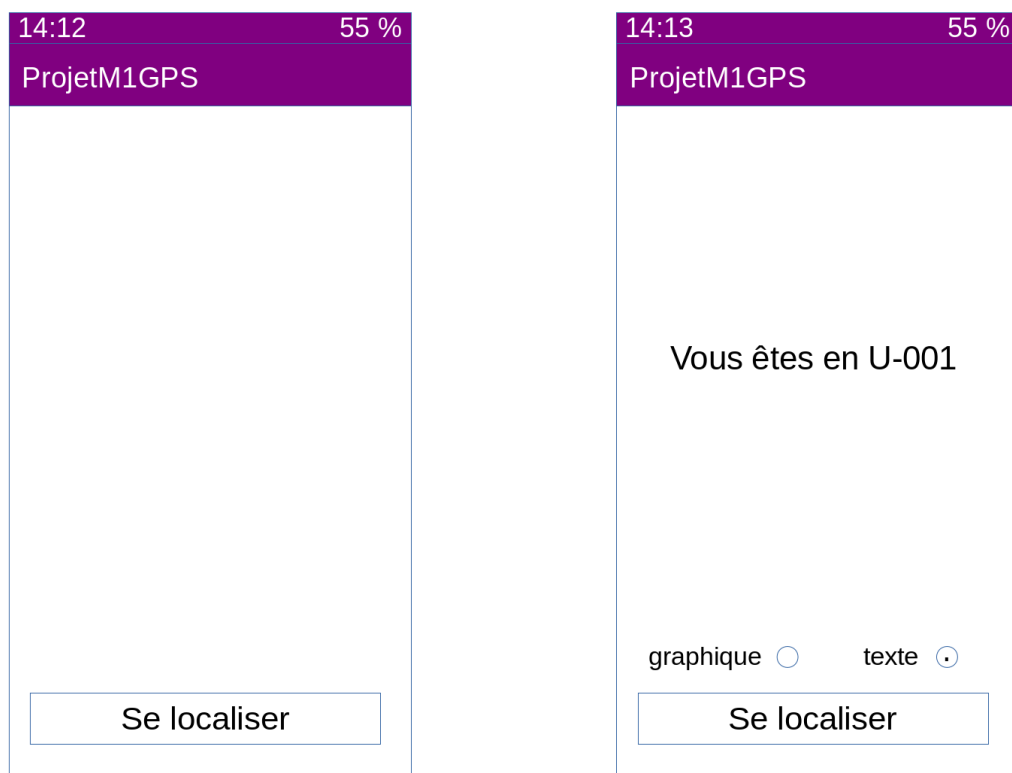 14:12 55 %
ProjetM1GPS
Se localiser
14:13 55 %
ProjetM1GPS
Vous êtes en U-001
graphique texte
Se localiser